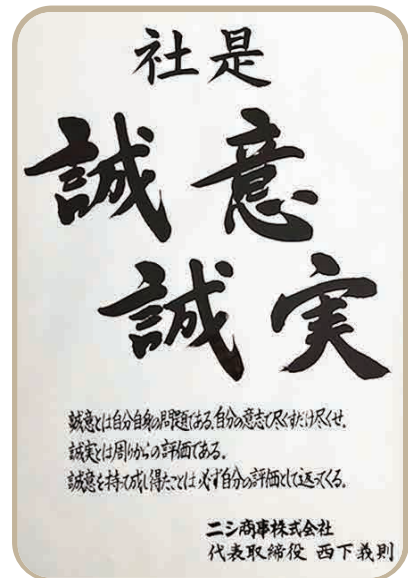 社是
誠意
誠実
誠意とは自分自身の問題である。自分の意志で尽くすだけ尽くせ。
誠実とは周りからの評価である。
誠意を持って成し得たことは必ず自分の評価として返ってくる。
ニシ商事株式会社
代表取締役 西下義則